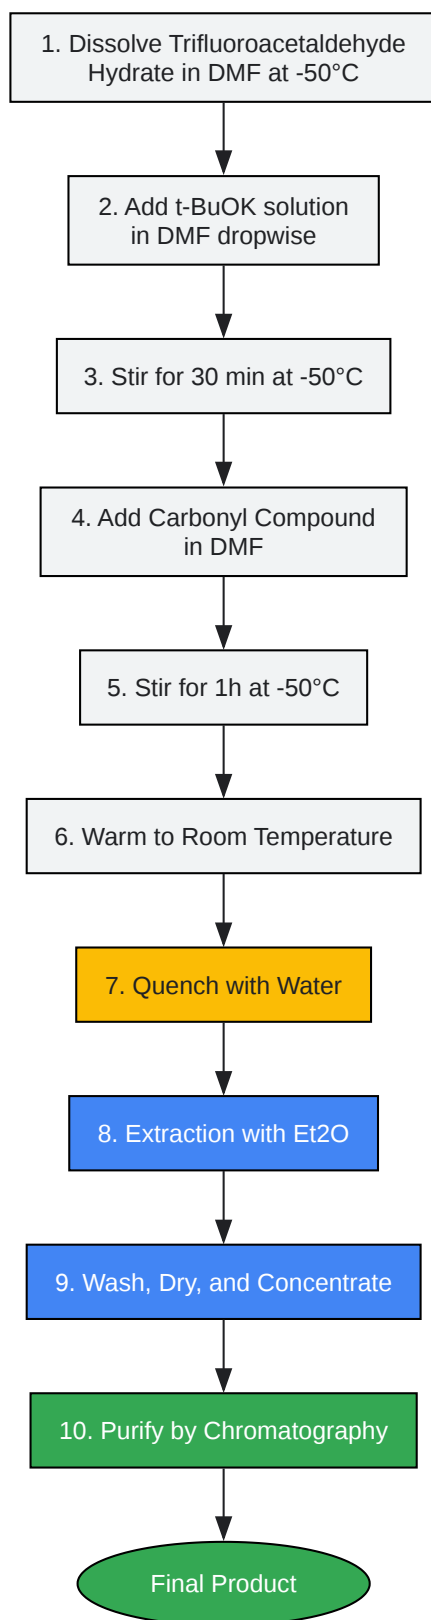 1. Dissolve Trifluoroacetaldehyde
Hydrate in DMF at -50°C
2. Add t-BuOK solution
in DMF dropwise
3. Stir for 30 min at -50°C
4. Add Carbonyl Compound
in DMF
5. Stir for 1h at -50°C
6. Warm to Room Temperature
7. Quench with Water
8. Extraction with Et2O
9. Wash, Dry, and Concentrate
10. Purify by Chromatography
Final Product